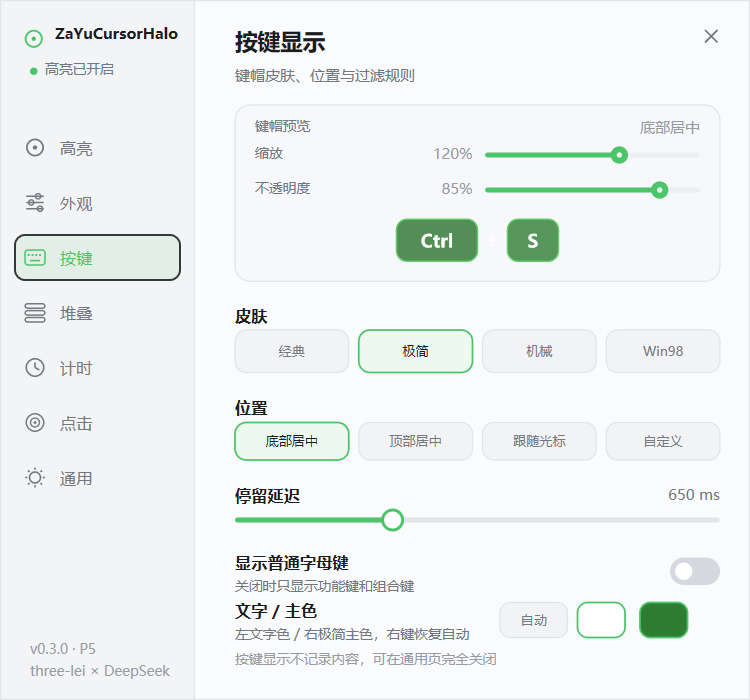 ZaYuCursorHalo
高亮已开启
高亮
外观
按键
堆叠
计时
点击
通用
v0.3.0 · P5
three-lei × DeepSeek
按键显示
键帽皮肤、位置与过滤规则
键帽预览 底部居中
缩放 120%
不透明度 85%
Ctrl + S
皮肤
经典 极简 机械 Win98
位置
底部居中 顶部居中 跟随光标 自定义
停留延迟 650 ms
显示普通字母键
关闭时只显示功能键和组合键
文字 / 主色
左文字色 / 右极简主色，右键恢复自动 自动
按键显示不记录内容，可在通用页完全关闭